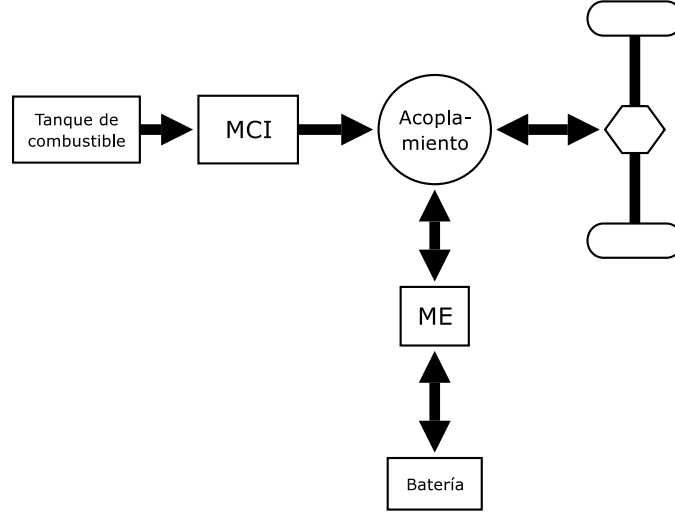 Tanque de
combustible
MCI
Acopla-
miento
ME
Batería